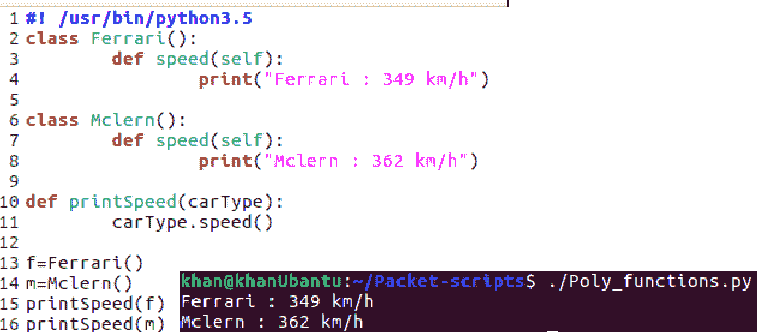 1 #! /usr/bin/python3.5
2 class Ferrari():
3         def speed(self):
4                 print("Ferrari : 349 km/h")
5
6 class Mclern():
7         def speed(self):
8                 print("Mclern : 362 km/h")
9
10 def printSpeed(carType):
11         carType.speed()
12
13 f=Ferrari()
14 m=Mclern()
15 printSpeed(f)
16 printSpeed(m)
khan@khanUbantu:~/Packet-scripts$ ./Poly_functions.py
Ferrari : 349 km/h
Mclern : 362 km/h